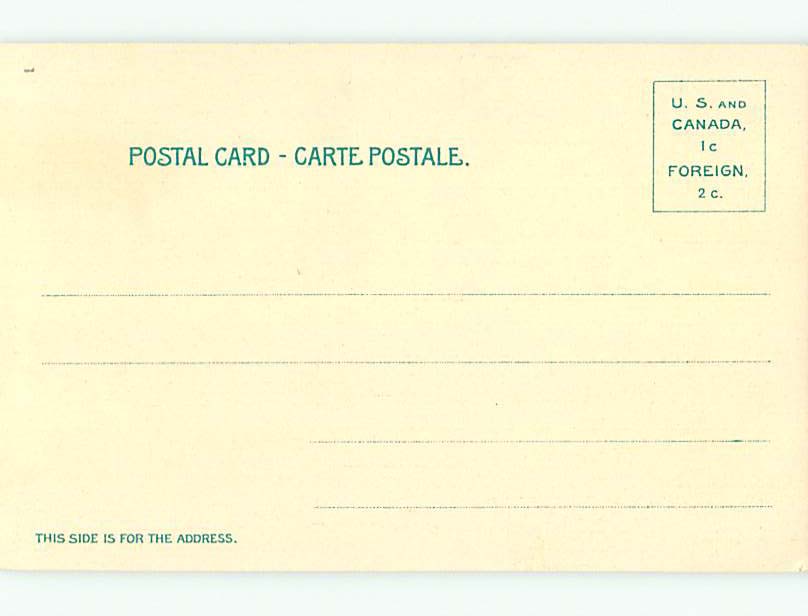 POSTAL CARD - CARTE POSTALE.
U. S. AND
CANADA,
1c
FOREIGN,
2 c.
THIS SIDE IS FOR THE ADDRESS.